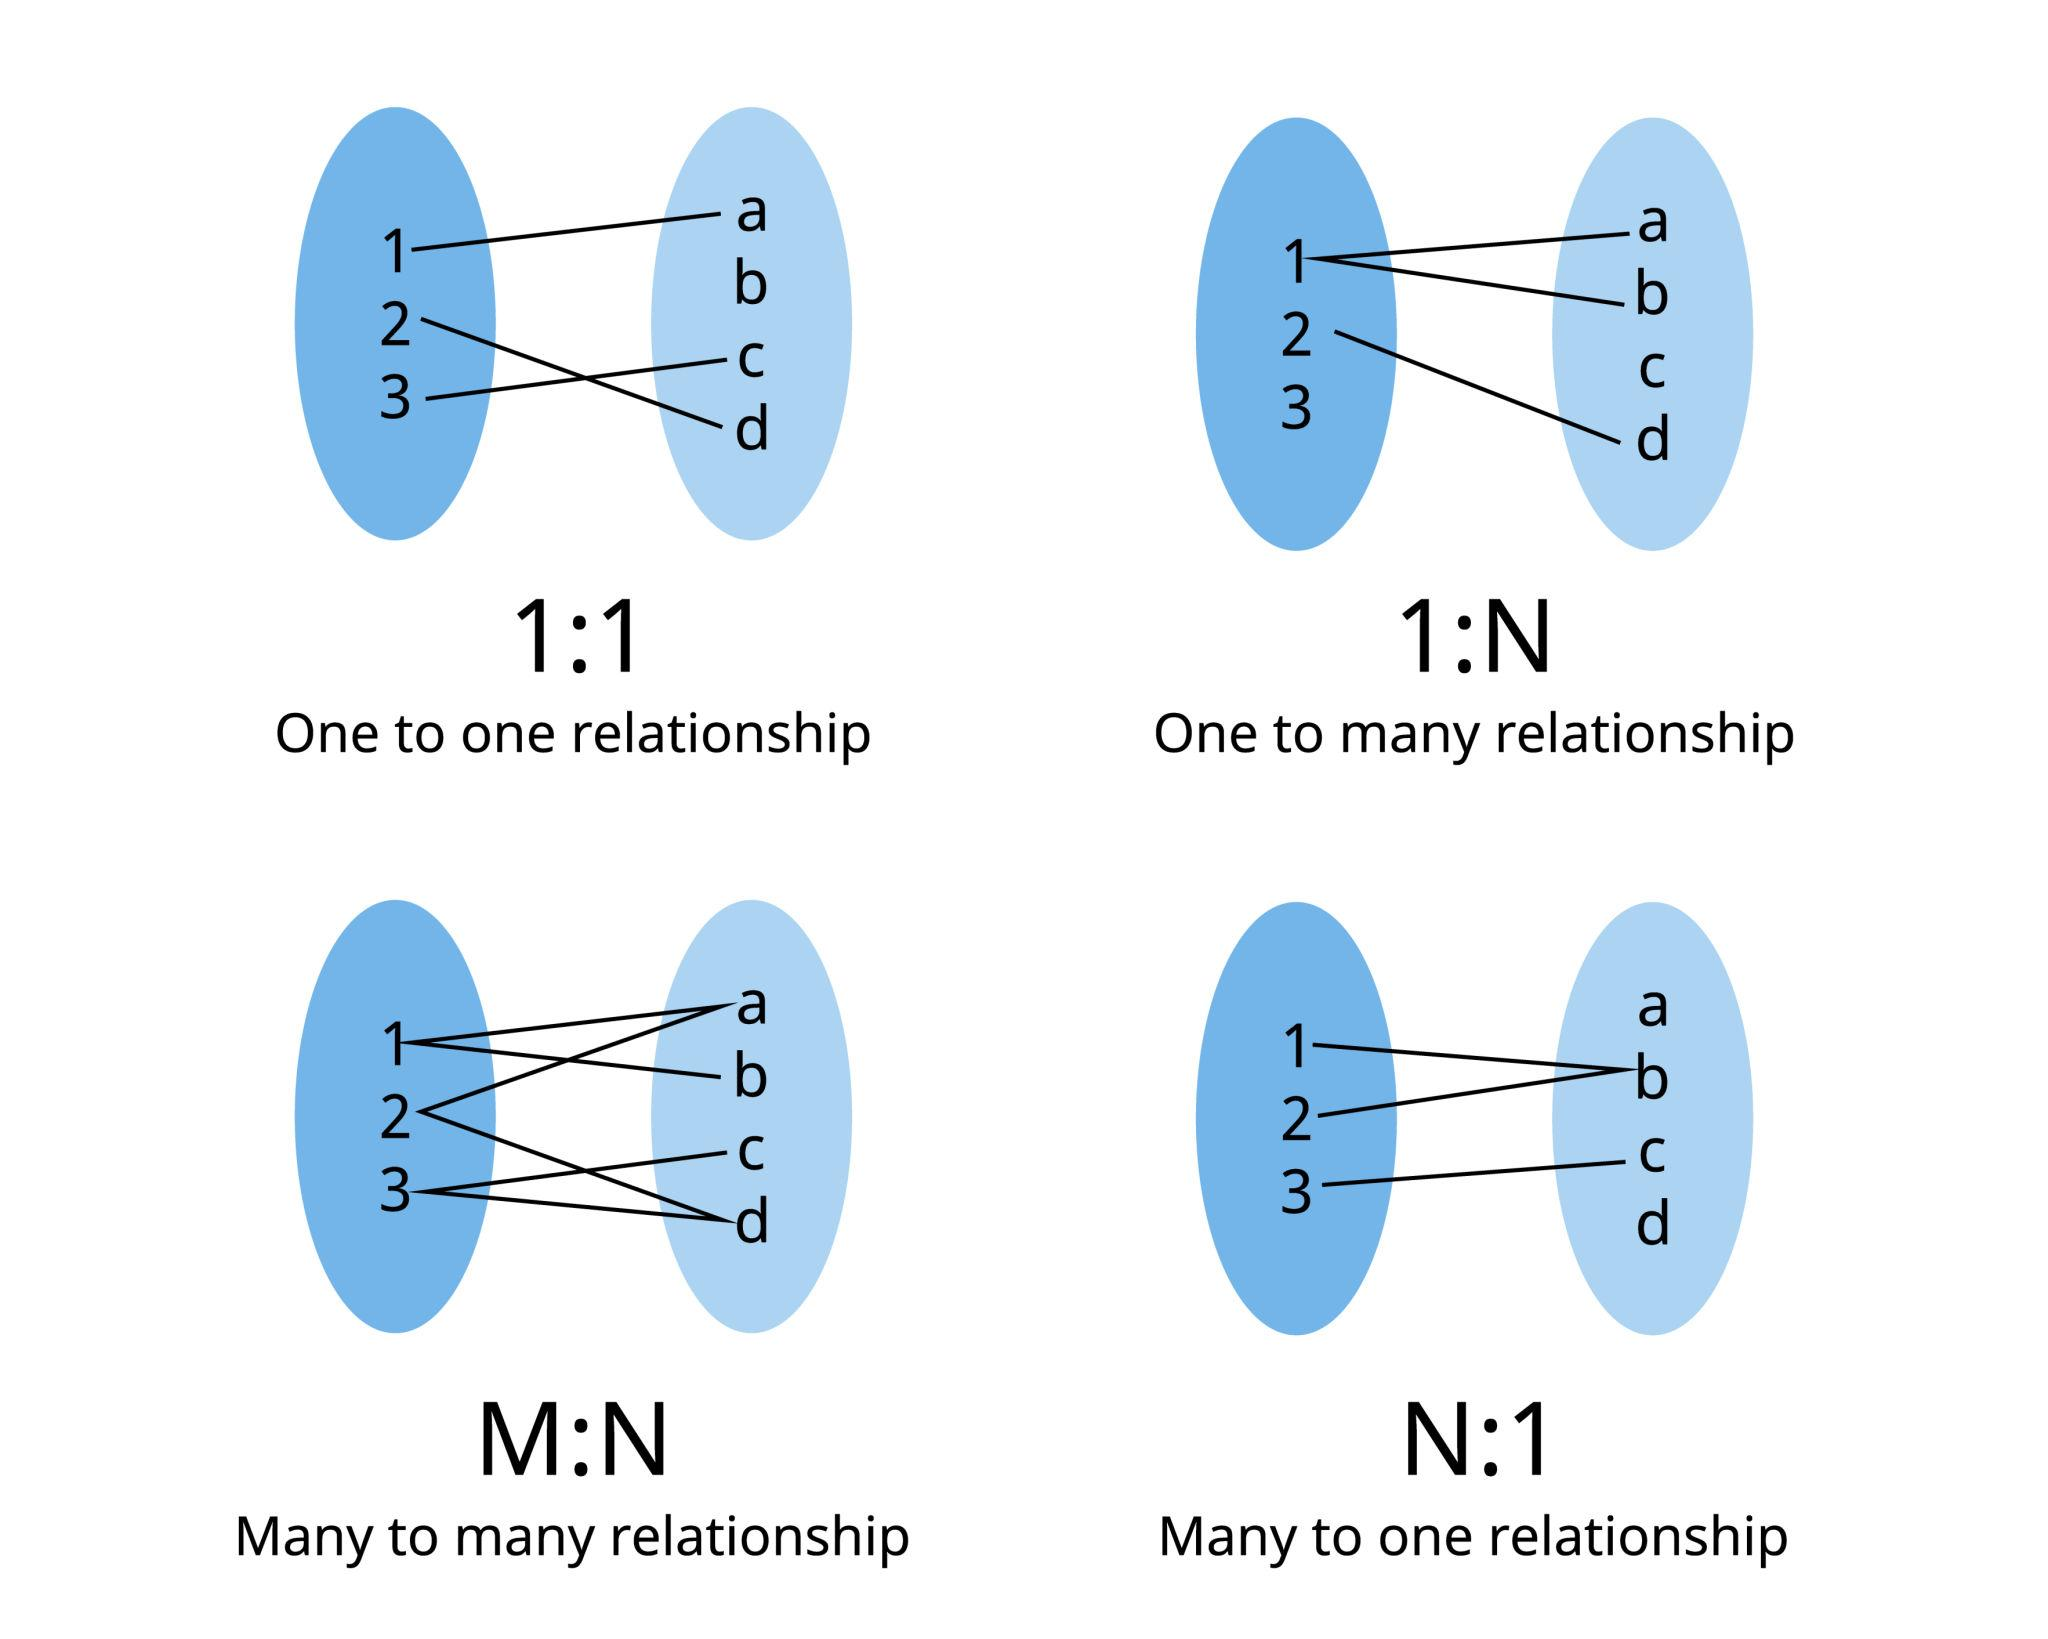 1
2
3
a
b
c
d
1:1
One to one relationship
1
2
3
a
b
c
d
1:N
One to many relationship
1
2
3
a
b
c
d
M:N
Many to many relationship
1
2
3
a
b
c
d
N:1
Many to one relationship